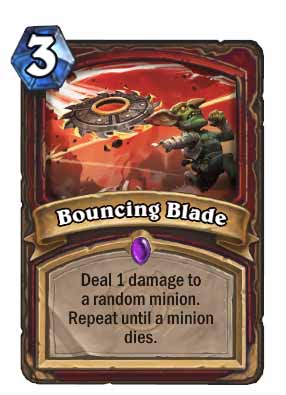 3
Bouncing Blade
Deal 1 damage to
a random minion.
Repeat until a minion
dies.